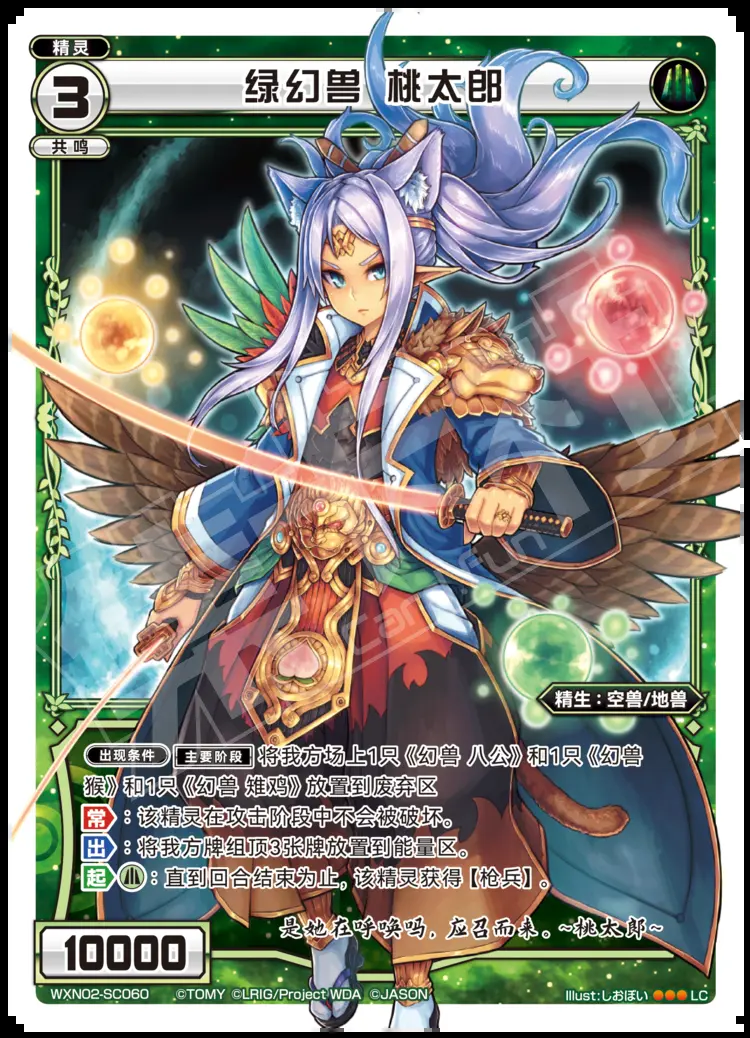 精灵
3
绿幻兽 桃太郎
共鸣
精生：空兽/地兽
出现条件 主要阶段 将我方场上1只《幻兽 八公》和1只《幻兽
猴》和1只《幻兽 雉鸡》放置到废弃区
常：该精灵在攻击阶段中不会被破坏。
出：将我方牌组顶3张牌放置到能量区。
起：直到回合结束为止，该精灵获得【枪兵】。
是她在呼唤吗，应召而来。~桃太郎~
10000
WXN02-SC060 ©TOMY ©LRIG/Project WDA ©JASON Illust:しおぼい LC